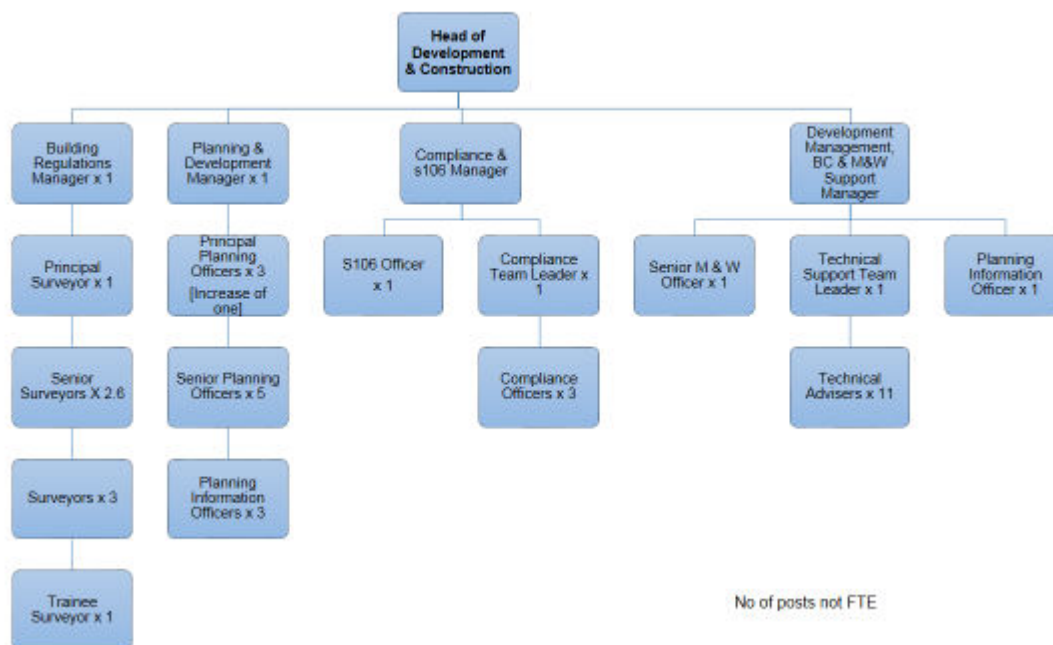 Head of
Development
& Construction
Building
Regulations
Manager x 1
Planning &
Development
Manager x 1
Compliance &
s106 Manager
Development
Management,
BC & M&W
Support
Manager
Principal
Surveyor x 1
Principal
Planning
Officers x 3
[Increase of
one]
S106 Officer
x 1
Compliance
Team Leader x
1
Senior M & W
Officer x 1
Technical
Support Team
Leader x 1
Planning
Information
Officer x 1
Senior
Surveyors X 2.6
Senior Planning
Officers x 5
Compliance
Officers x 3
Technical
Advisers x 11
Surveyors x 3
Planning
Information
Officers x 3
Trainee
Surveyor x 1
No of posts not FTE